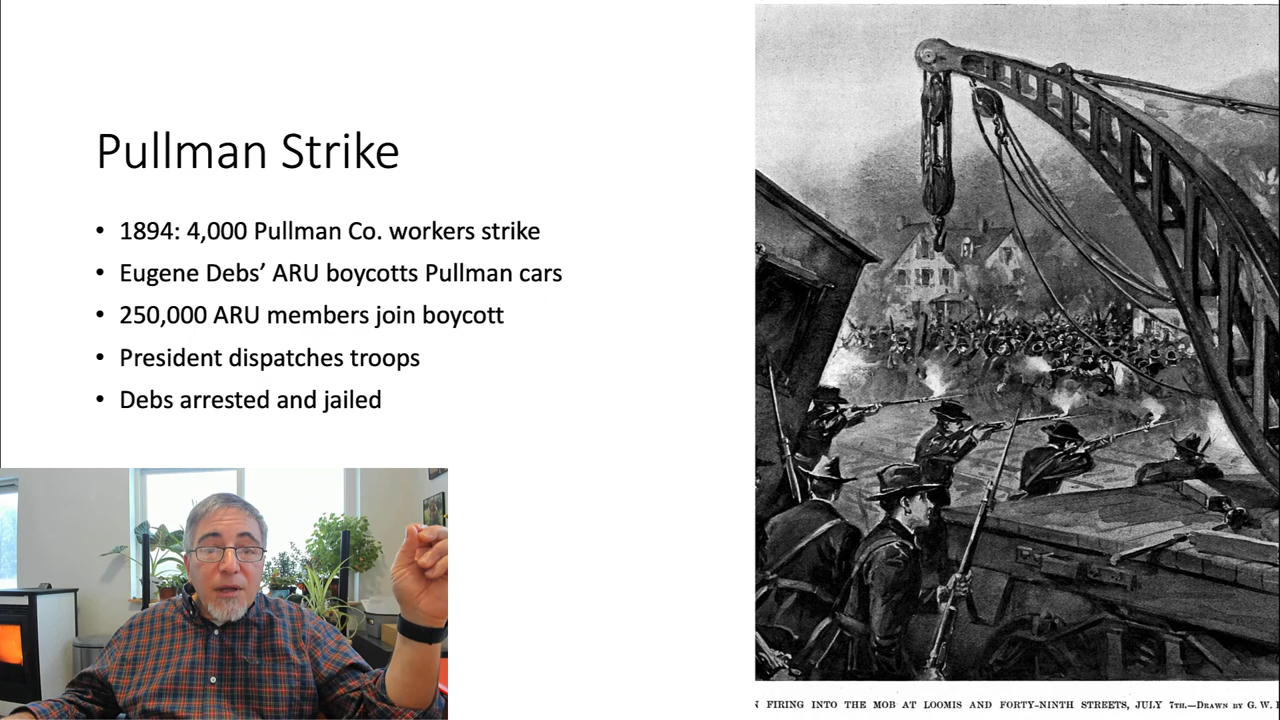 Pullman Strike
• 1894: 4,000 Pullman Co. workers strike
• Eugene Debs’ ARU boycotts Pullman cars
• 250,000 ARU members join boycott
• President dispatches troops
• Debs arrested and jailed
FIRING INTO THE MOB AT LOOMIS AND FORTY-NINTH STREETS, JULY 7TH.—DRAWN BY G. W.